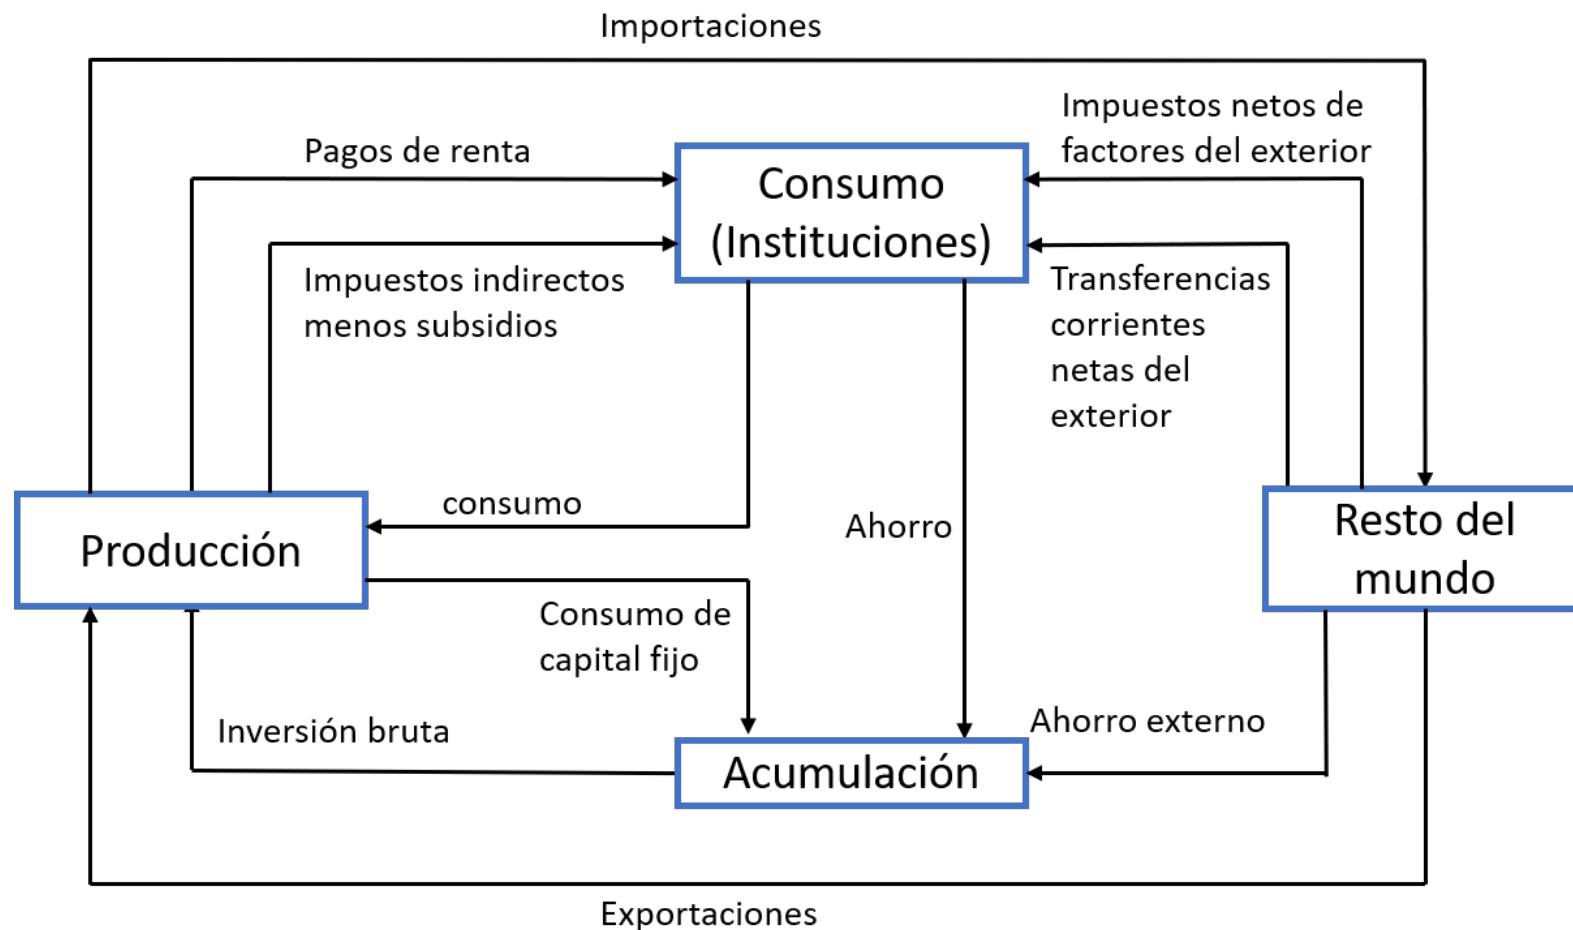 Importaciones
Impuestos netos de
factores del exterior
Pagos de renta
Consumo
(Instituciones)
Impuestos indirectos
menos subsidios
Transferencias
corrientes
netas del
exterior
consumo
Ahorro
Producción
Resto del
mundo
Consumo de
capital fijo
Inversión bruta
Ahorro externo
Acumulación
Exportaciones